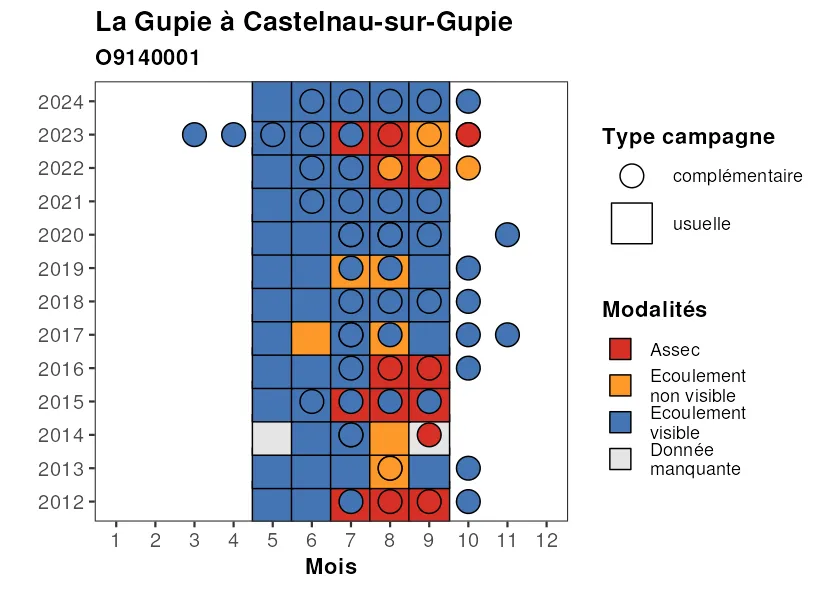 La Gupie à Castelnau-sur-Gupie
O9140001
2024
2023
2022
2021
2020
2019
2018
2017
2016
2015
2014
2013
2012
1 2 3 4 5 6 7 8 9 10 11 12
Mois
Type campagne
complémentaire
usuelle
Modalités
Assec
Ecoulement
non visible
Ecoulement
visible
Donnée
manquante